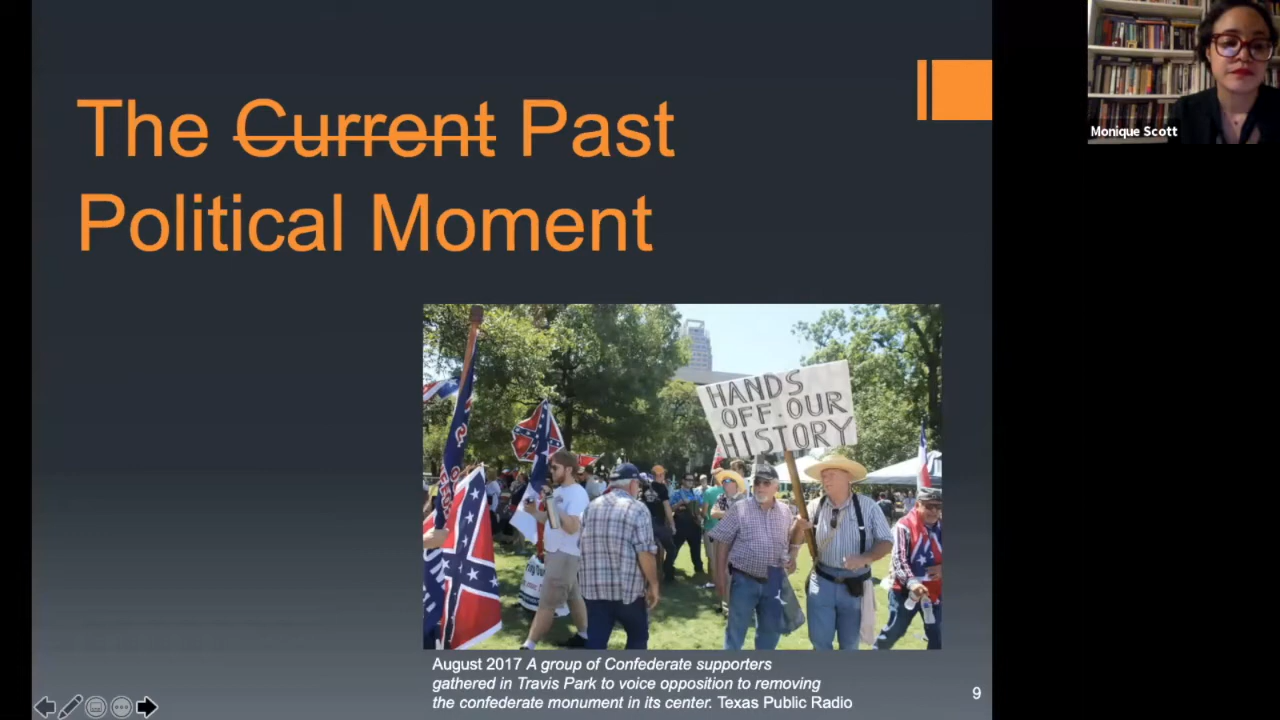 The Current Past
Political Moment
HANDS
OFF OUR
HISTORY
August 2017 A group of Confederate supporters
gathered in Travis Park to voice opposition to removing
the confederate monument in its center. Texas Public Radio
9
Monique Scott